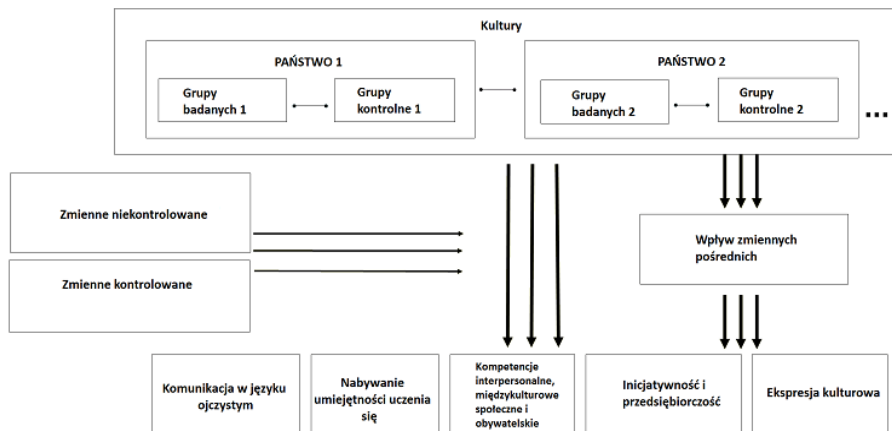 Kultury
PAŃSTWO 1
PAŃSTWO 2
Grupy
badanych 1
Grupy
kontrolne 1
Grupy
badanych 2
Grupy
kontrolne 2
...
Zmienne niekontrolowane
Zmienne kontrolowane
Wpływ zmiennych
pośrednich
Komunikacja w języku
ojczystym
Nabywanie
umiejętności uczenia
się
Kompetencje
interpersonalne,
międzykulturowe
społeczne i
obywatelskie
Inicjatywność i
przedsiębiorczość
Ekspresja kulturowa